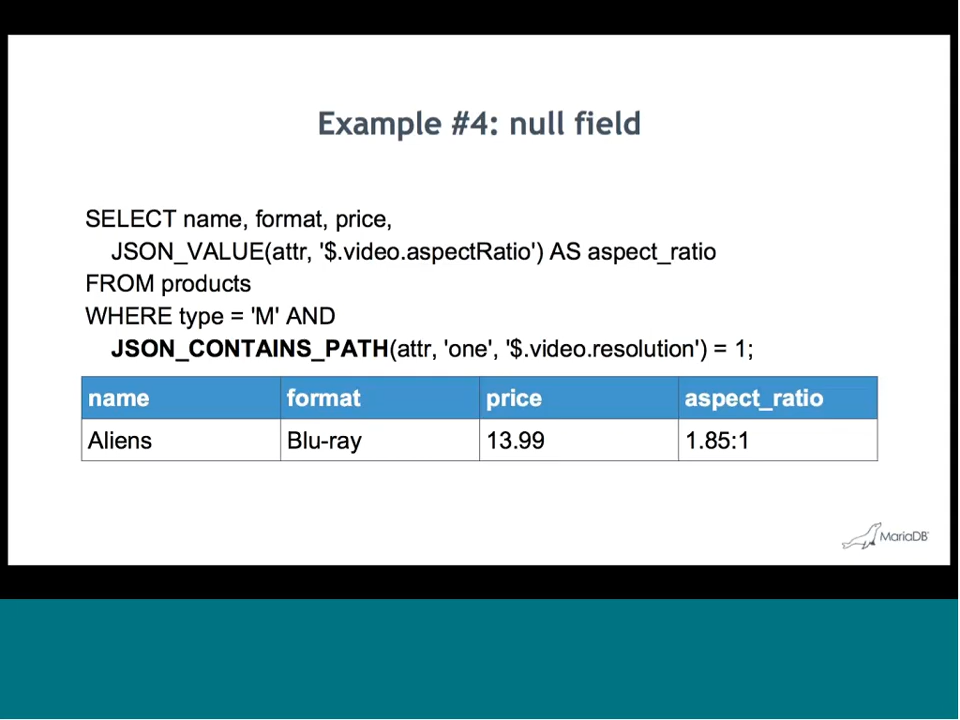 Example #4: null field
SELECT name, format, price,
JSON_VALUE(attr, '$.video.aspectRatio') AS aspect_ratio
FROM products
WHERE type = 'M' AND
JSON_CONTAINS_PATH(attr, 'one', '$.video.resolution') = 1;
name format price aspect_ratio
Aliens Blu-ray 13.99 1.85:1
MariaDB